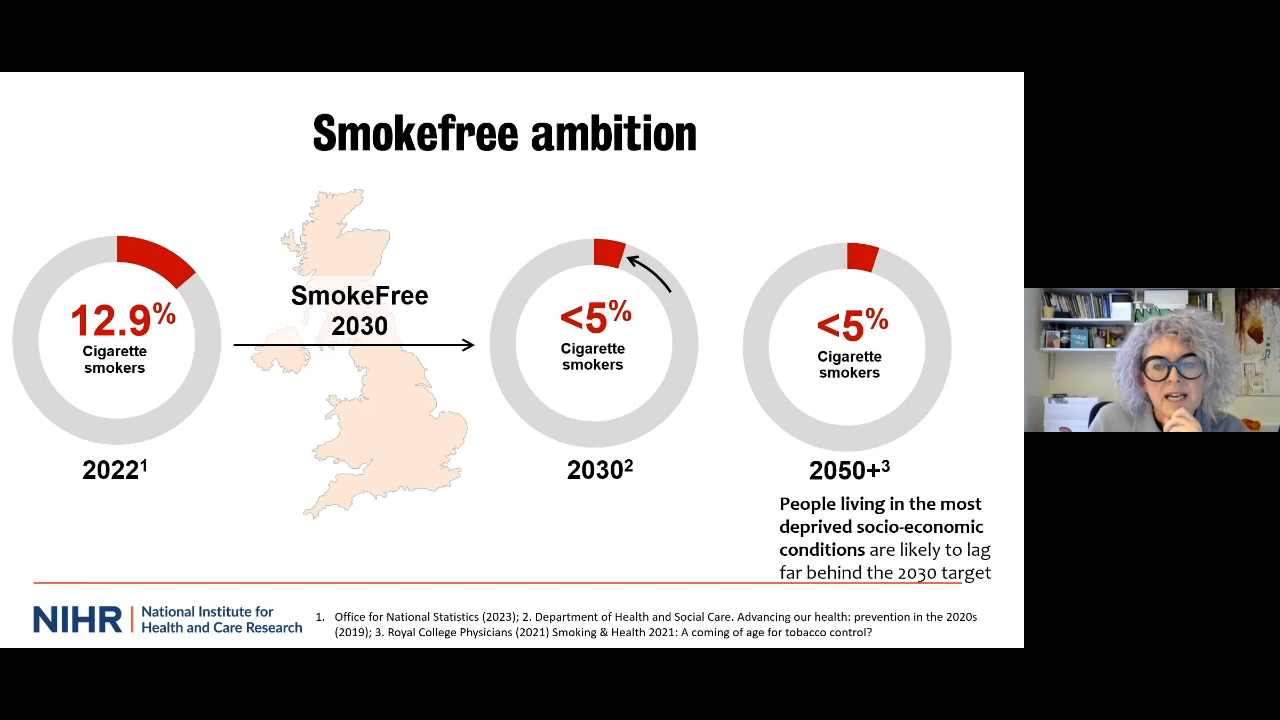 Smokefree ambition
SmokeFree
2030
12.9%
Cigarette
smokers
20221
<5%
Cigarette
smokers
20302
<5%
Cigarette
smokers
2050+3
People living in the most
deprived socio-economic
conditions are likely to lag
far behind the 2030 target
NIHR | National Institute for
Health and Care Research
1. Office for National Statistics (2023); 2. Department of Health and Social Care. Advancing our health: prevention in the 2020s
(2019); 3. Royal College Physicians (2021) Smoking & Health 2021: A coming of age for tobacco control?